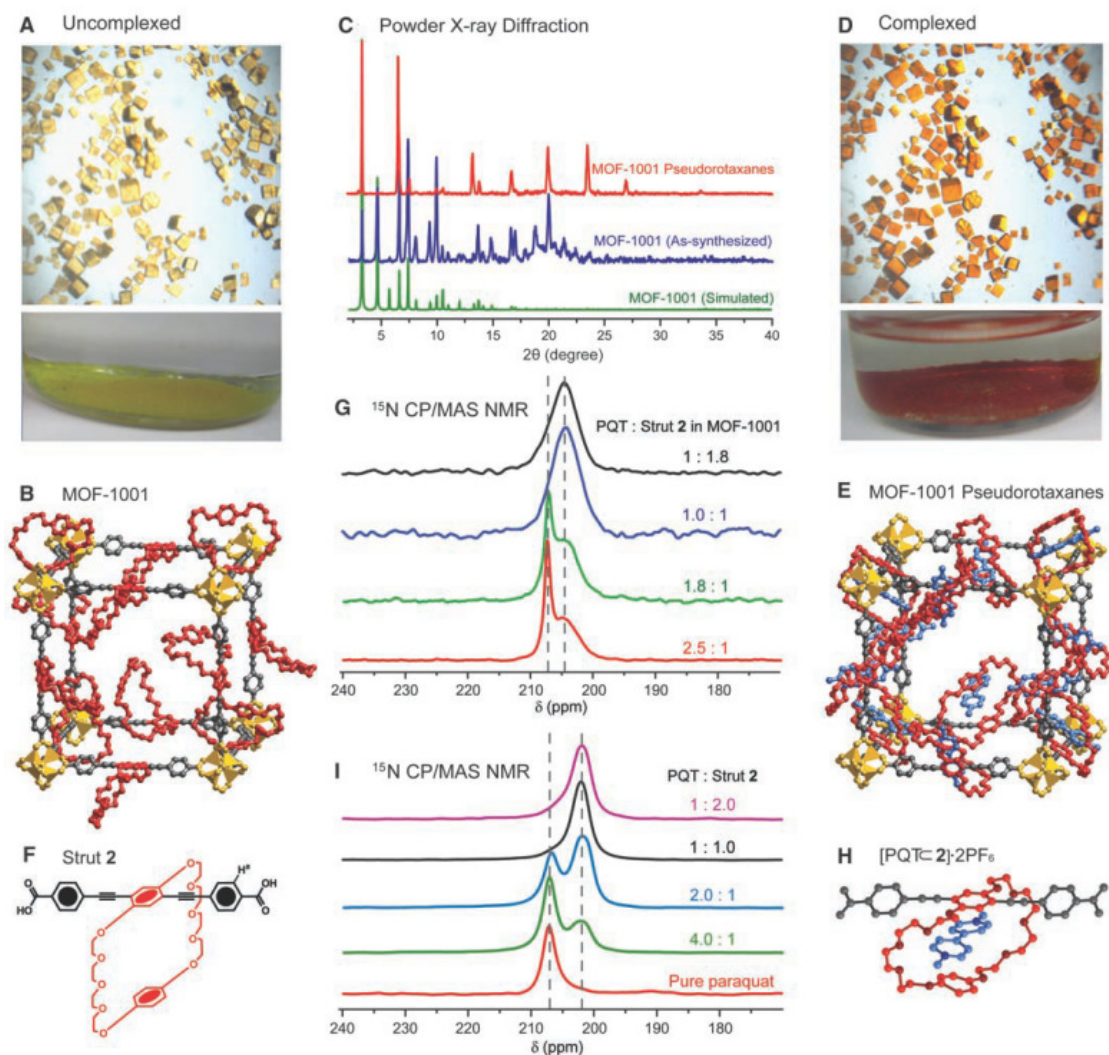 A Uncomplexed
C Powder X-ray Diffraction
MOF-1001 Pseudorotaxanes
MOF-1001 (As-synthesized)
MOF-1001 (Simulated)
5 10 15 20 25 30 35 40
2θ (degree)
D Complexed
B MOF-1001
G ¹⁵N CP/MAS NMR
PQT : Strut 2 in MOF-1001
1 : 1.8
1.0 : 1
1.8 : 1
2.5 : 1
240 230 220 210 200 190 180
δ (ppm)
E MOF-1001 Pseudorotaxanes
F Strut 2
O
HO
O
O
O
O
O
O
O
O
O
O
Hᵃ
O
OH
I ¹⁵N CP/MAS NMR
PQT : Strut 2
1 : 2.0
1 : 1.0
2.0 : 1
4.0 : 1
Pure paraquat
240 230 220 210 200 190 180
δ (ppm)
H [PQT⊂2]·2PF₆